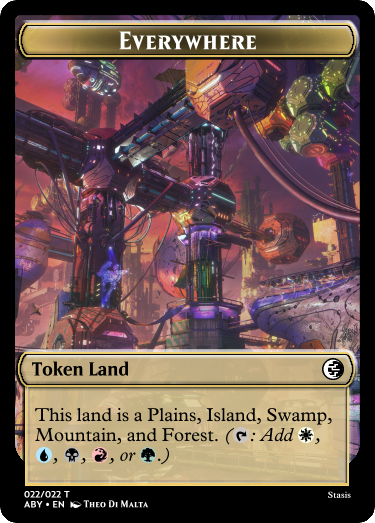 Everywhere
Token Land
This land is a Plains, Island, Swamp,
Mountain, and Forest. ( : Add ,
, , , or .)
022/022 T
Stasis
ABY • EN Theo Di Malta